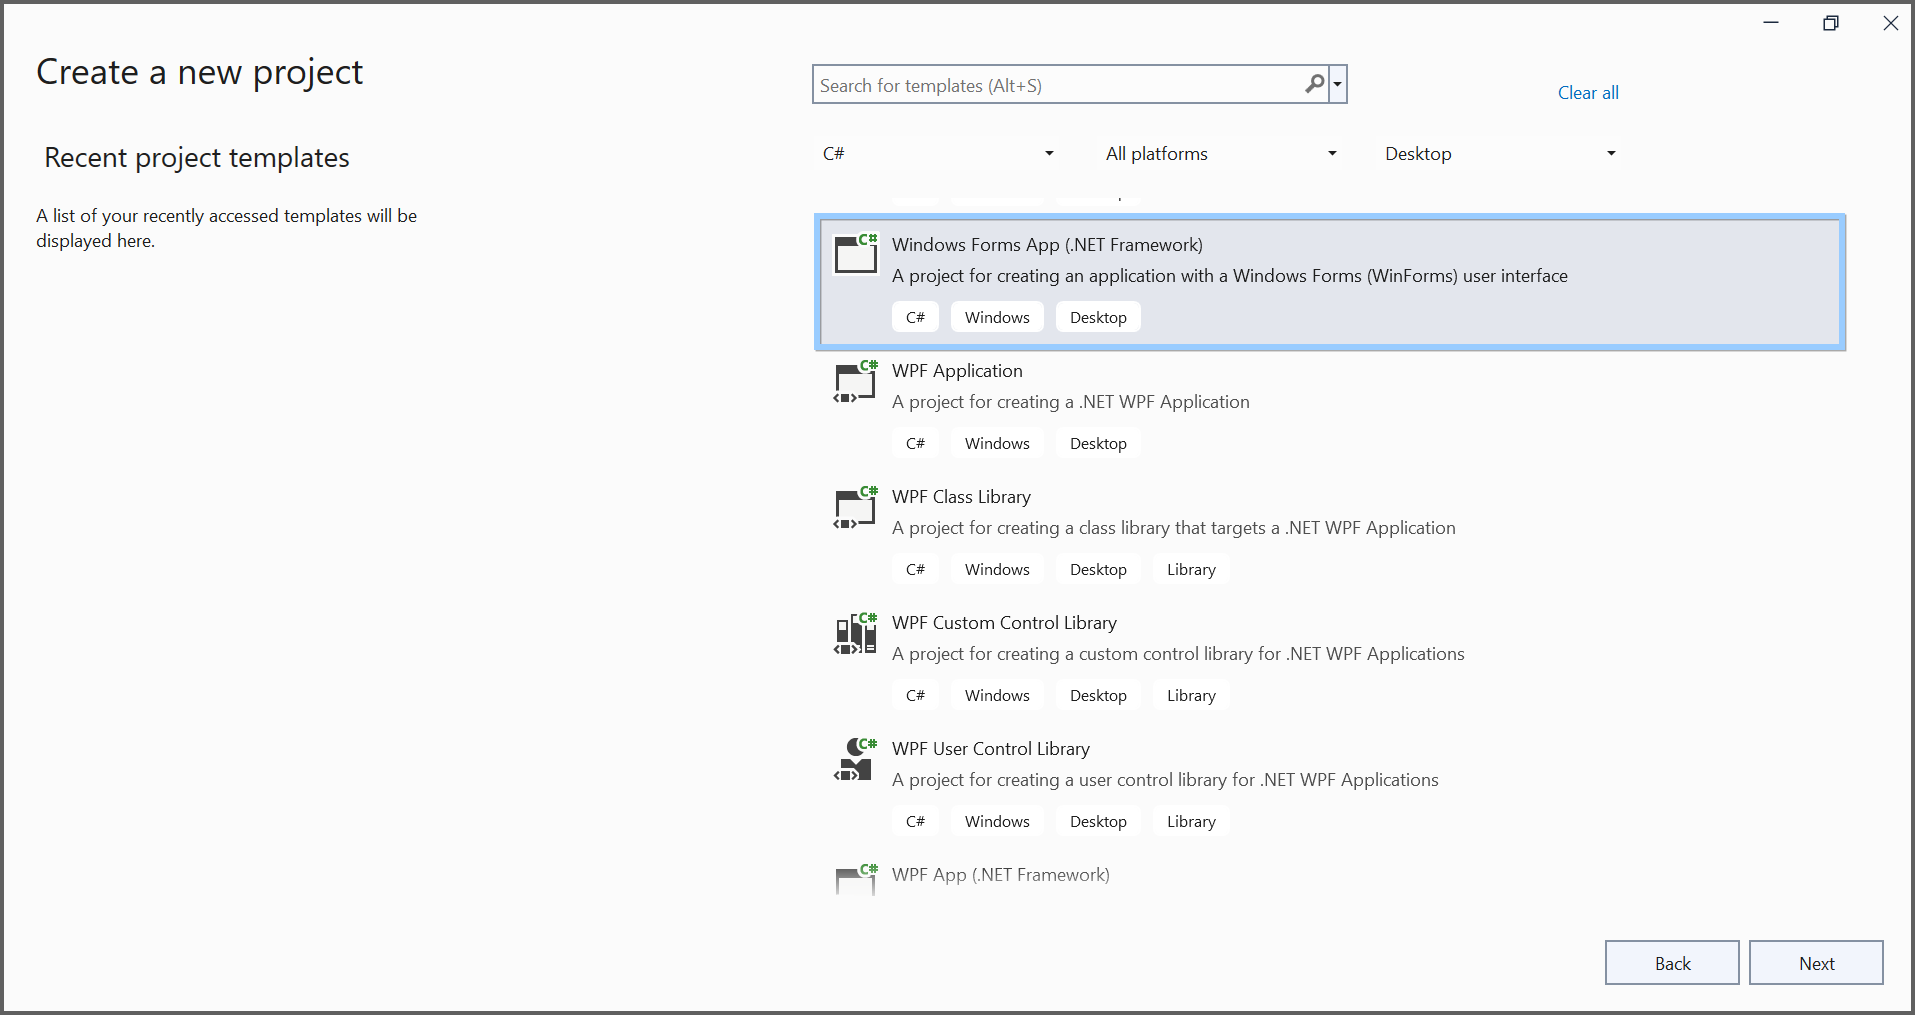 Create a new project
Search for templates (Alt+S)
Clear all
Recent project templates
C#
All platforms
Desktop
A list of your recently accessed templates will be
displayed here.
C#
Windows Forms App (.NET Framework)
A project for creating an application with a Windows Forms (WinForms) user interface
C# Windows Desktop
C#
WPF Application
A project for creating a .NET WPF Application
C# Windows Desktop
C#
WPF Class Library
A project for creating a class library that targets a .NET WPF Application
C# Windows Desktop Library
C#
WPF Custom Control Library
A project for creating a custom control library for .NET WPF Applications
C# Windows Desktop Library
C#
WPF User Control Library
A project for creating a user control library for .NET WPF Applications
C# Windows Desktop Library
C#
WPF App (.NET Framework)
Back
Next